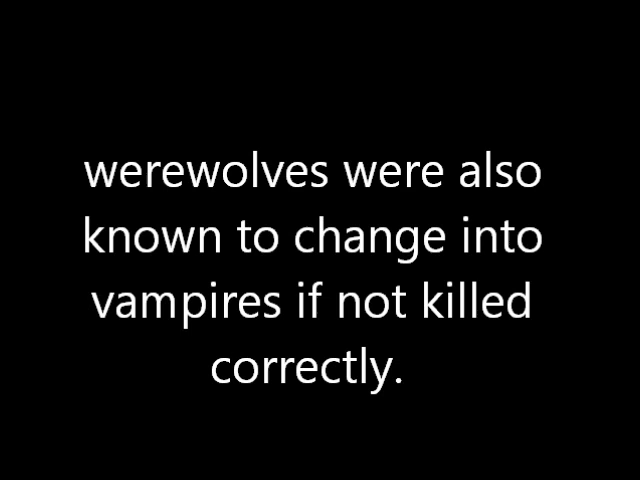 werewolves were also
known to change into
vampires if not killed
correctly.